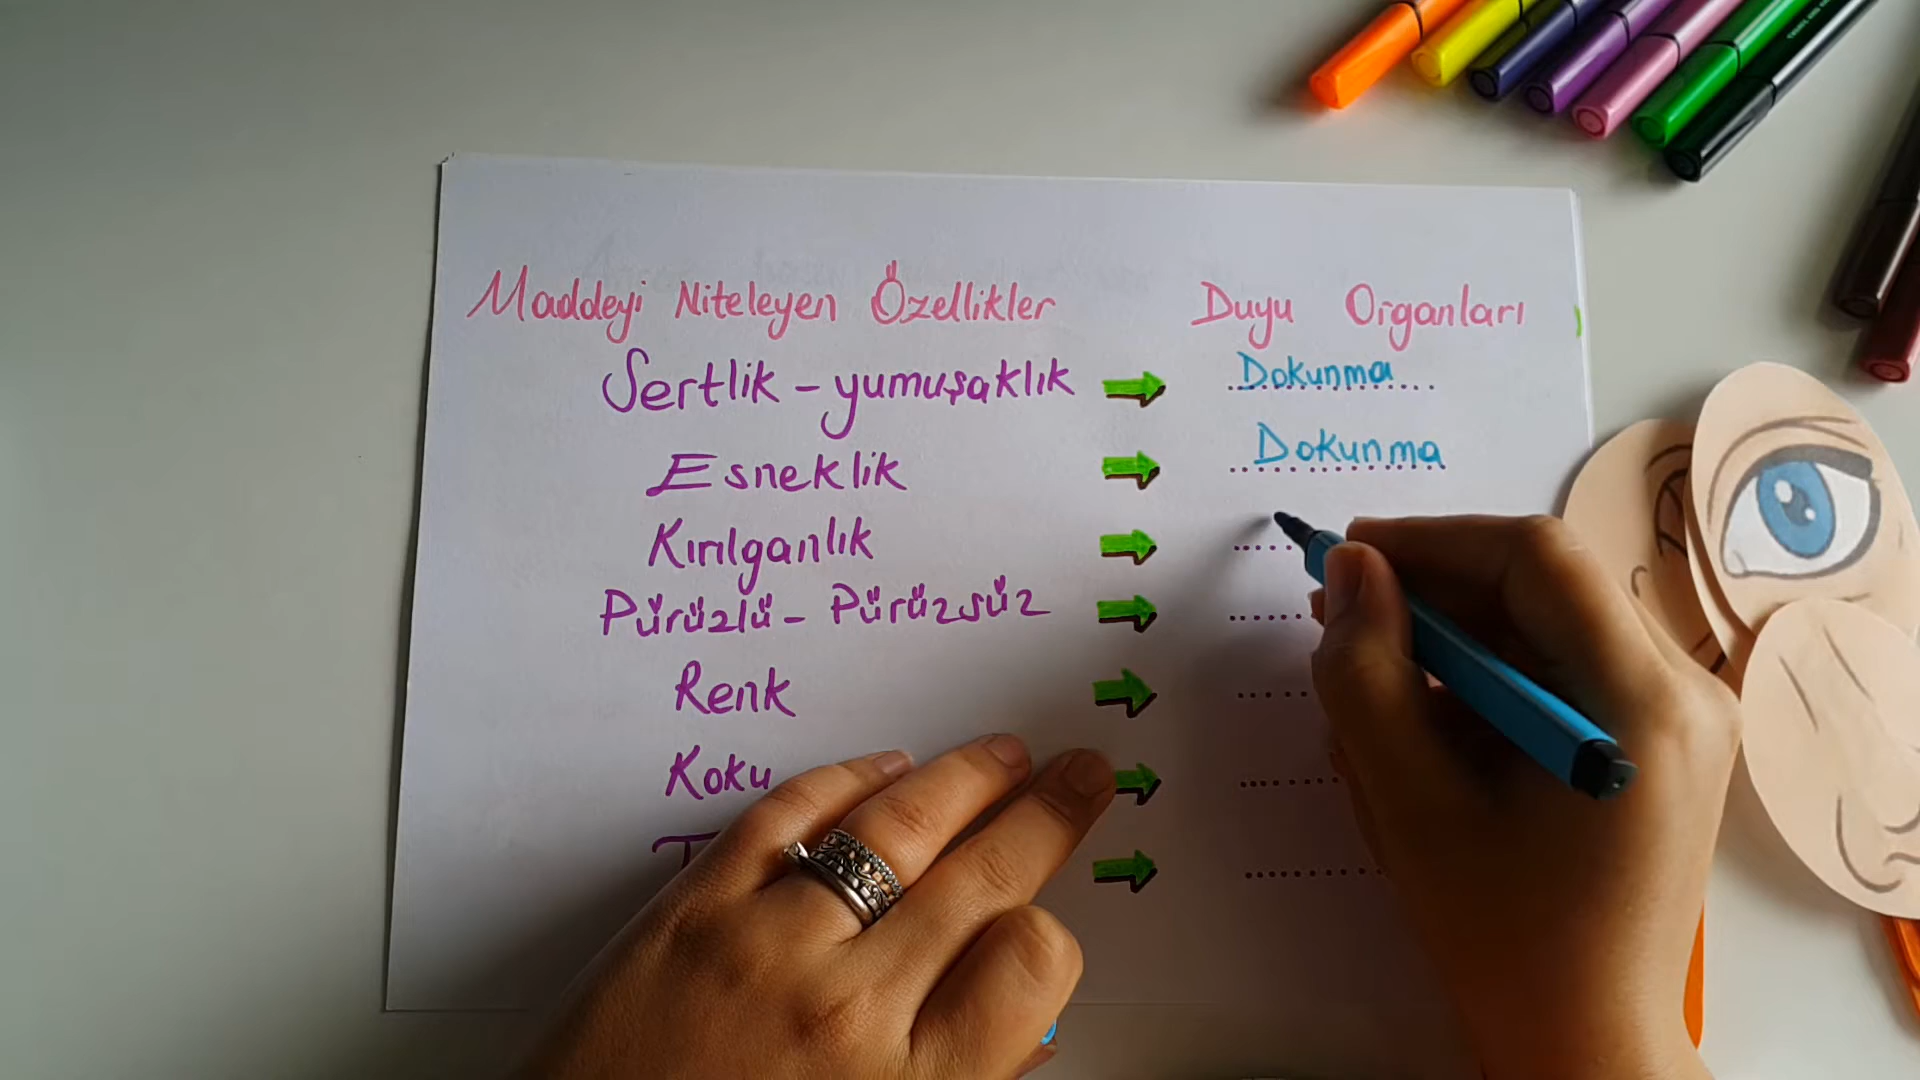 Maddeyi Niteleyen Özellikler Duyu Organları
Sertlik - yumuşaklık Dokunma
Esneklik Dokunma
Kırılganlık
Pürüzlü - Pürüzsüz
Renk
Koku